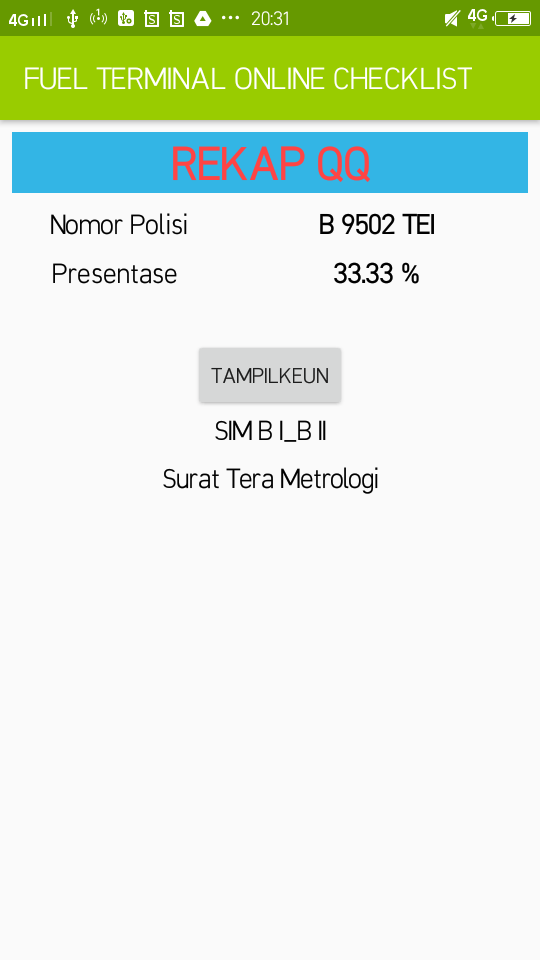 4G 20:31 4G
FUEL TERMINAL ONLINE CHECKLIST
REKAP QQ
Nomor Polisi B 9502 TEI
Presentase 33.33 %
TAMPILKEUN
SIM B I_B II
Surat Tera Metrologi